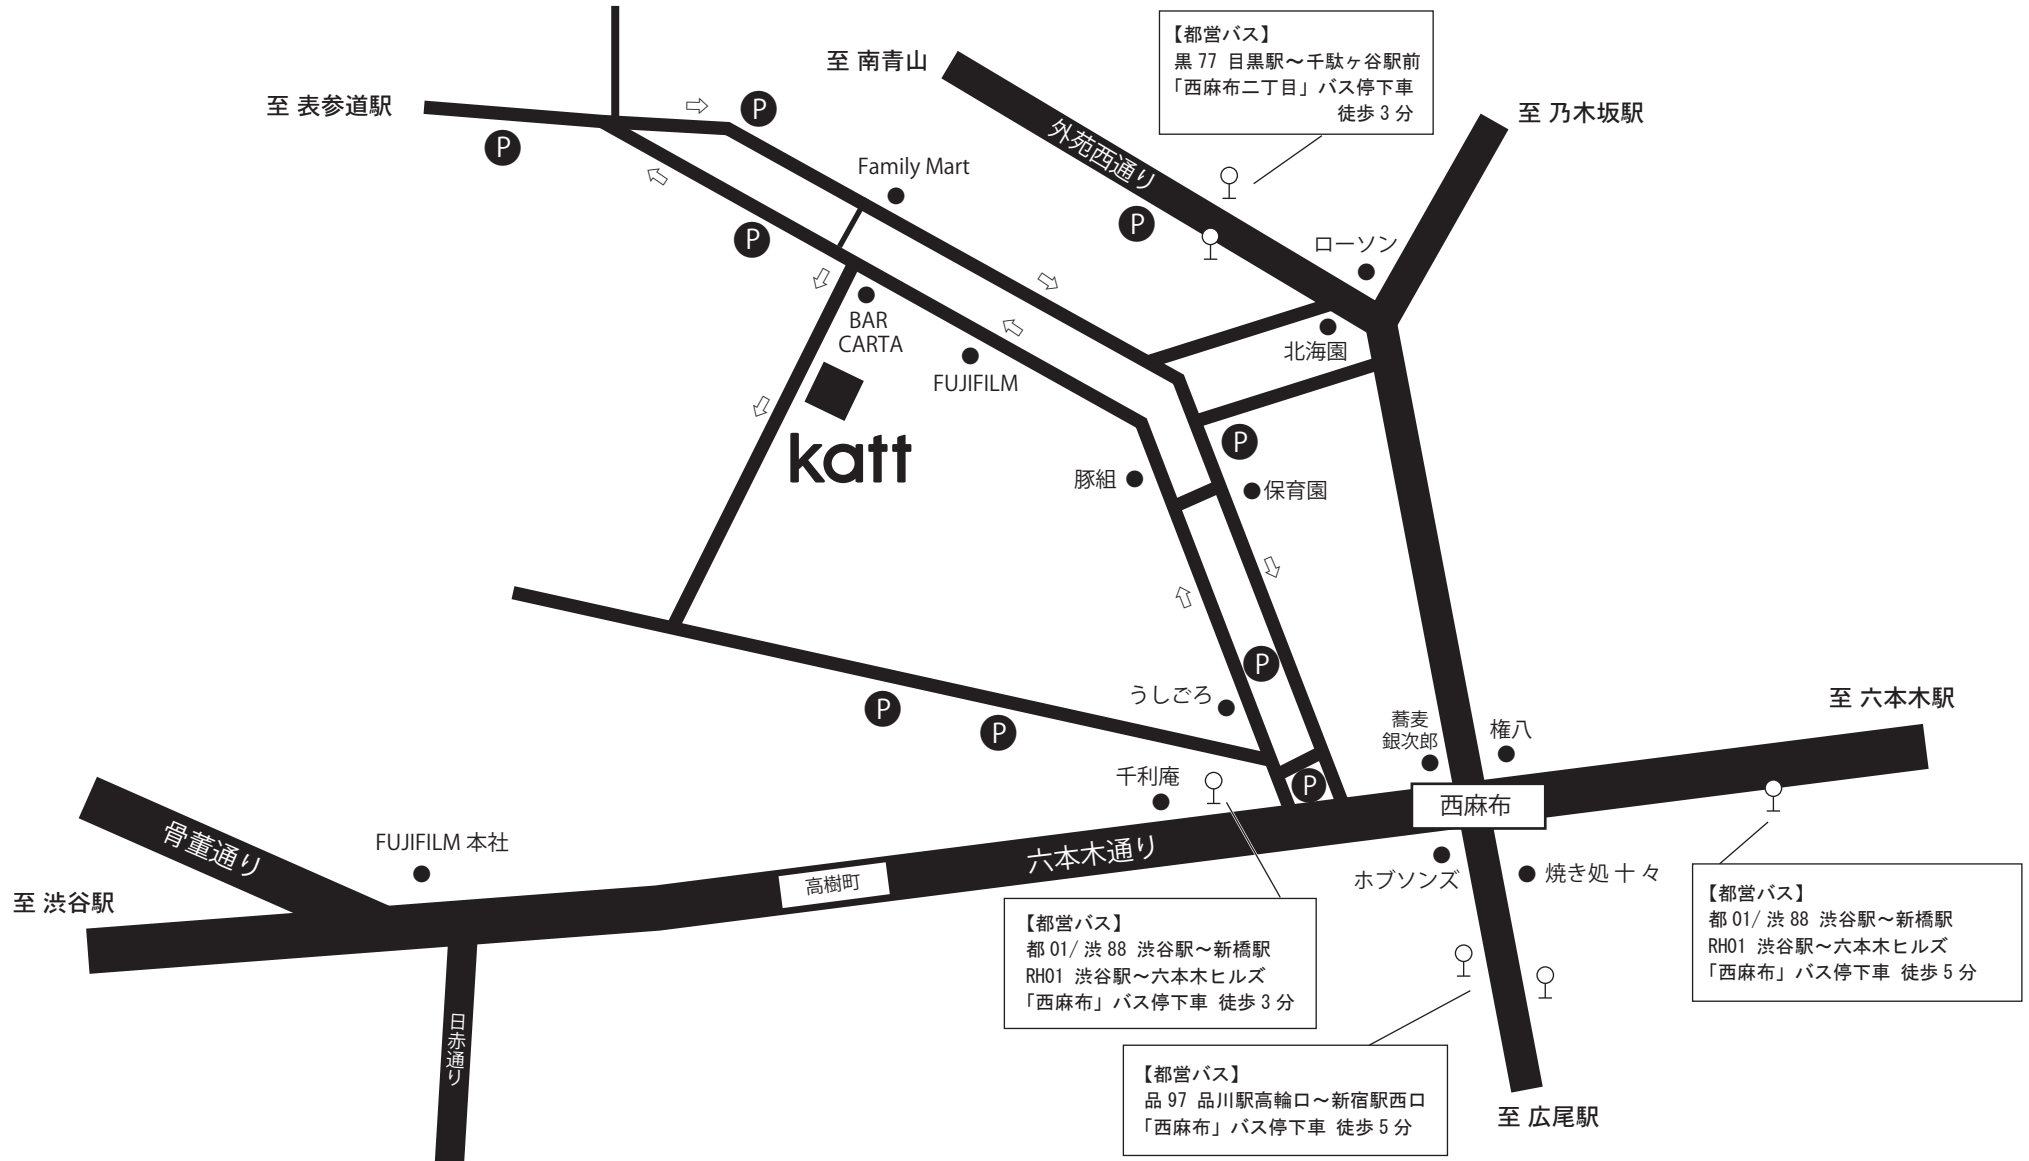 【都営バス】
黒 77 目黒駅〜千駄ヶ谷駅前
「西麻布二丁目」バス停下車
徒歩 3 分
至 南青山
至 表参道駅
至 乃木坂駅
P
P
外苑西通り
Family Mart
P
P
ローソン
BAR
CARTA
北海園
FUJIFILM
katt
P
豚組
保育園
P
うしごろ
至 六本木駅
P
P
蕎麦
銀次郎
権八
千利庵
P
西麻布
骨董通り
FUJIFILM 本社
六本木通り
高樹町
ホブソンズ
焼き処 十 々
至 渋谷駅
【都営バス】
都 01/ 渋 88 渋谷駅〜新橋駅
RH01 渋谷駅〜六本木ヒルズ
「西麻布」バス停下車 徒歩 3 分
【都営バス】
都 01/ 渋 88 渋谷駅〜新橋駅
RH01 渋谷駅〜六本木ヒルズ
「西麻布」バス停下車 徒歩 5 分
日赤通り
【都営バス】
品 97 品川駅高輪口〜新宿駅西口
「西麻布」バス停下車 徒歩 5 分
至 広尾駅